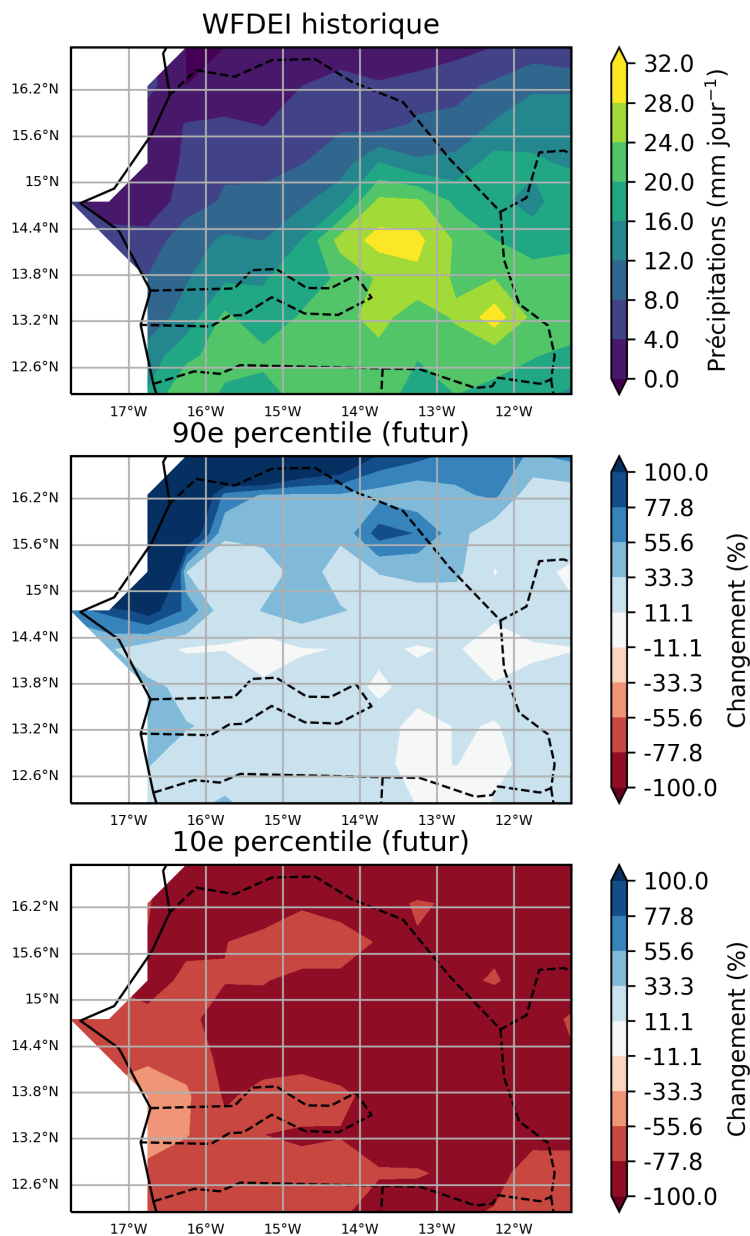 WFDEI historique
16.2°N
15.6°N
15°N
14.4°N
13.8°N
13.2°N
12.6°N
17°W 16°W 15°W 14°W 13°W 12°W
32.0
28.0
24.0
20.0
16.0
12.0
8.0
4.0
0.0
Précipitations (mm jour⁻¹)
90e percentile (futur)
16.2°N
15.6°N
15°N
14.4°N
13.8°N
13.2°N
12.6°N
17°W 16°W 15°W 14°W 13°W 12°W
100.0
77.8
55.6
33.3
11.1
-11.1
-33.3
-55.6
-77.8
-100.0
Changement (%)
10e percentile (futur)
16.2°N
15.6°N
15°N
14.4°N
13.8°N
13.2°N
12.6°N
17°W 16°W 15°W 14°W 13°W 12°W
100.0
77.8
55.6
33.3
11.1
-11.1
-33.3
-55.6
-77.8
-100.0
Changement (%)